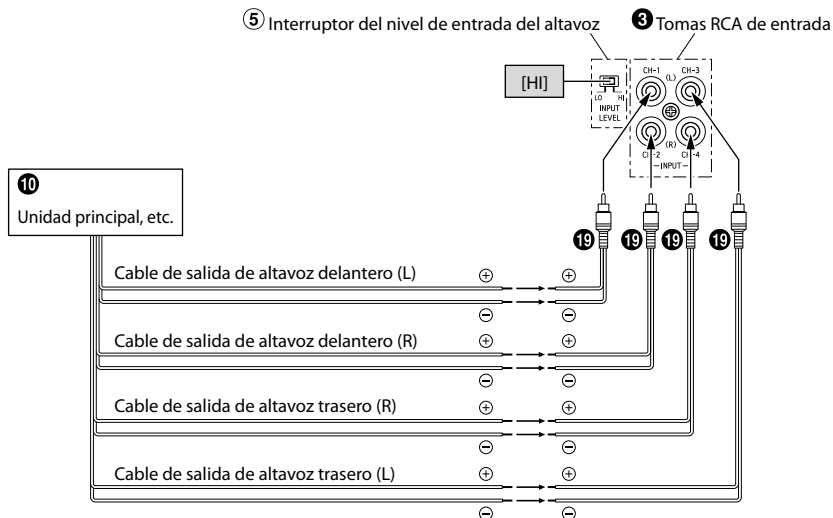 ⑤ Interruptor del nivel de entrada del altavoz
❸ Tomas RCA de entrada
[HI]
LO HI
INPUT
LEVEL
CH-1 CH-3
(L)
(R)
CH-2 CH-4
INPUT
❿
Unidad principal, etc.
⓳ ⓳ ⓳ ⓳
Cable de salida de altavoz delantero (L) ⊕ ⊕
⊖ ⊖
Cable de salida de altavoz delantero (R) ⊕ ⊕
⊖ ⊖
Cable de salida de altavoz trasero (R) ⊕ ⊕
⊖ ⊖
Cable de salida de altavoz trasero (L) ⊕ ⊕
⊖ ⊖